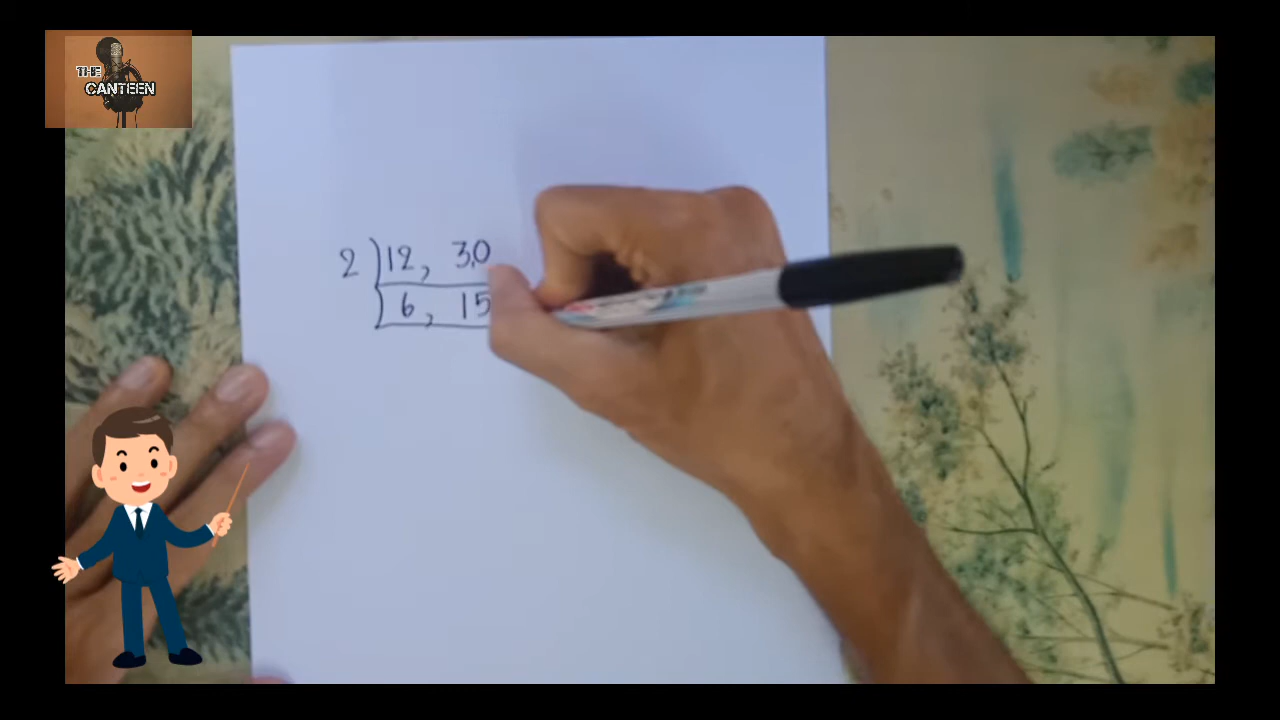 THE
CANTEEN
2 ) 12, 30
) 6, 15